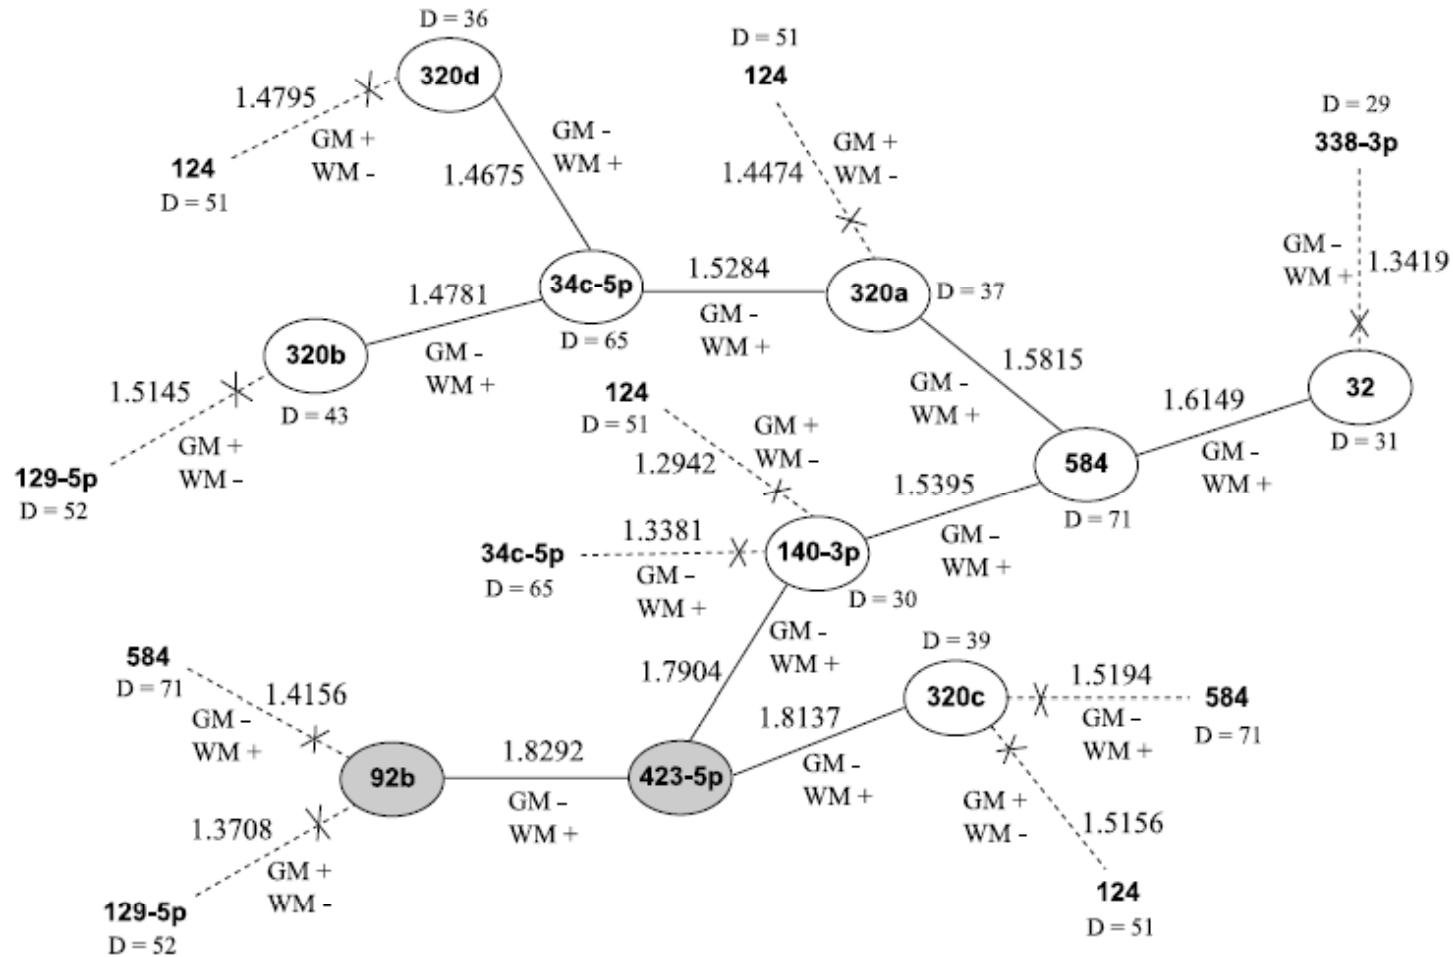 D = 36
320d
1.4795
GM +
WM -
124
D = 51
GM -
WM +
1.4675
D = 51
124
GM +
WM -
1.4474
D = 29
338-3p
GM -
WM +
1.3419
34c-5p
D = 65
1.5284
GM -
WM +
320a
D = 37
1.4781
GM -
WM +
320b
D = 43
1.5145
GM +
WM -
129-5p
D = 52
1.5815
GM -
WM +
32
D = 31
1.6149
GM -
WM +
584
D = 71
124
D = 51
GM +
WM -
1.2942
1.5395
GM -
WM +
34c-5p
D = 65
1.3381
GM -
WM +
140-3p
D = 30
GM -
WM +
1.7904
584
D = 71
1.4156
GM -
WM +
D = 39
320c
1.5194
GM -
WM +
584
D = 71
1.8137
GM -
WM +
92b
1.8292
GM -
WM +
423-5p
1.3708
GM +
WM -
129-5p
D = 52
GM +
WM -
1.5156
124
D = 51